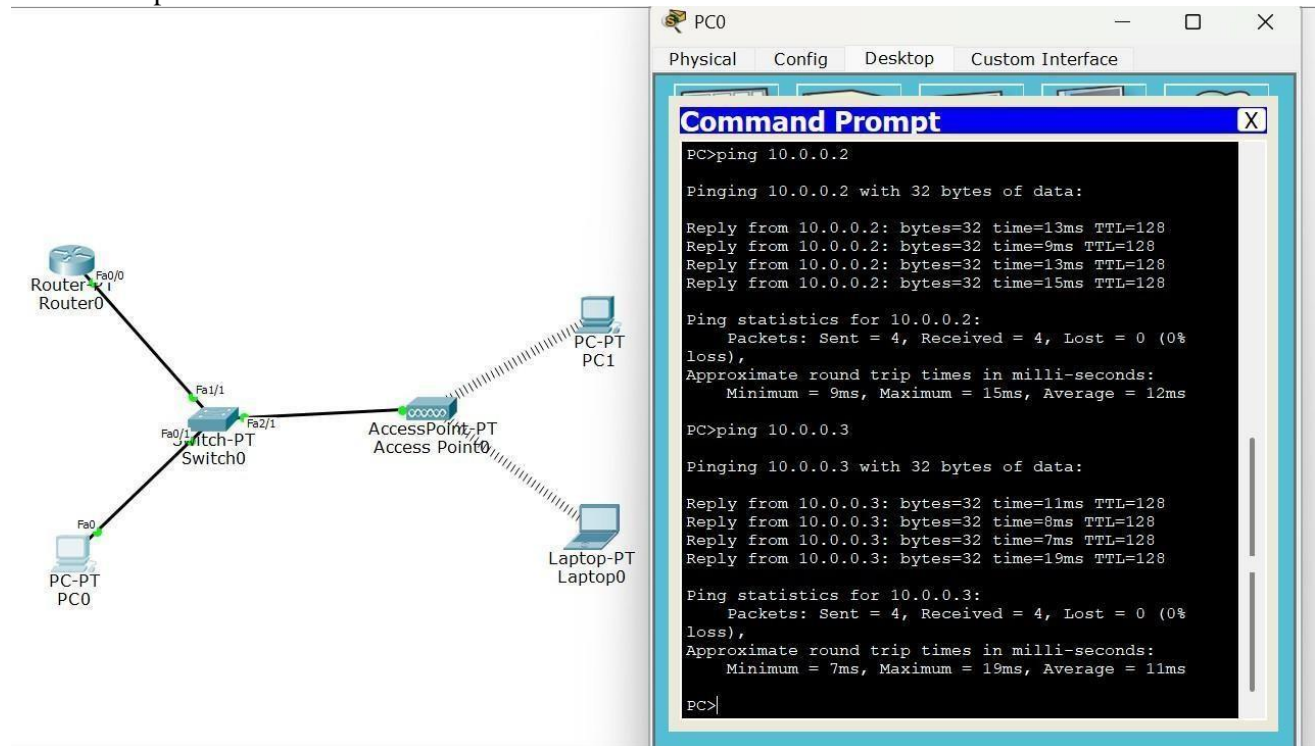 Fa0/0
Router0
Fa1/1
Fa2/1
Fa0/1
Switch0
Fa0
PC-PT
PC0
AccessPoint-PT
Access Point0
PC-PT
PC1
Laptop-PT
Laptop0
PC0
Physical Config Desktop Custom Interface
Command Prompt X
PC>ping 10.0.0.2
Pinging 10.0.0.2 with 32 bytes of data:
Reply from 10.0.0.2: bytes=32 time=13ms TTL=128
Reply from 10.0.0.2: bytes=32 time=9ms TTL=128
Reply from 10.0.0.2: bytes=32 time=13ms TTL=128
Reply from 10.0.0.2: bytes=32 time=15ms TTL=128
Ping statistics for 10.0.0.2:
Packets: Sent = 4, Received = 4, Lost = 0 (0%
loss),
Approximate round trip times in milli-seconds:
Minimum = 9ms, Maximum = 15ms, Average = 12ms
PC>ping 10.0.0.3
Pinging 10.0.0.3 with 32 bytes of data:
Reply from 10.0.0.3: bytes=32 time=11ms TTL=128
Reply from 10.0.0.3: bytes=32 time=8ms TTL=128
Reply from 10.0.0.3: bytes=32 time=7ms TTL=128
Reply from 10.0.0.3: bytes=32 time=19ms TTL=128
Ping statistics for 10.0.0.3:
Packets: Sent = 4, Received = 4, Lost = 0 (0%
loss),
Approximate round trip times in milli-seconds:
Minimum = 7ms, Maximum = 19ms, Average = 11ms
PC>